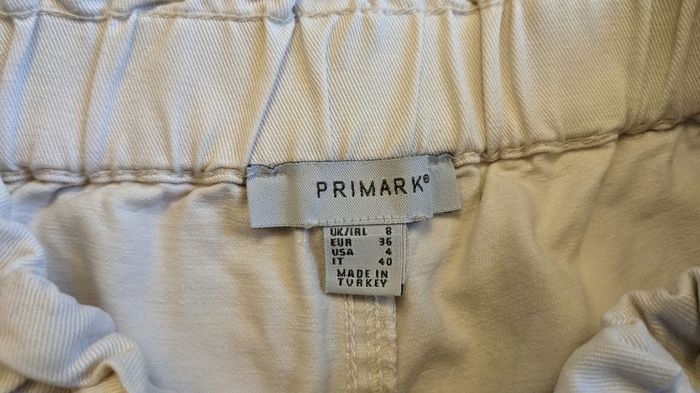 PRIMARK®
UK/IRL 8
EUR 36
USA 4
IT 40
MADE IN
TURKEY